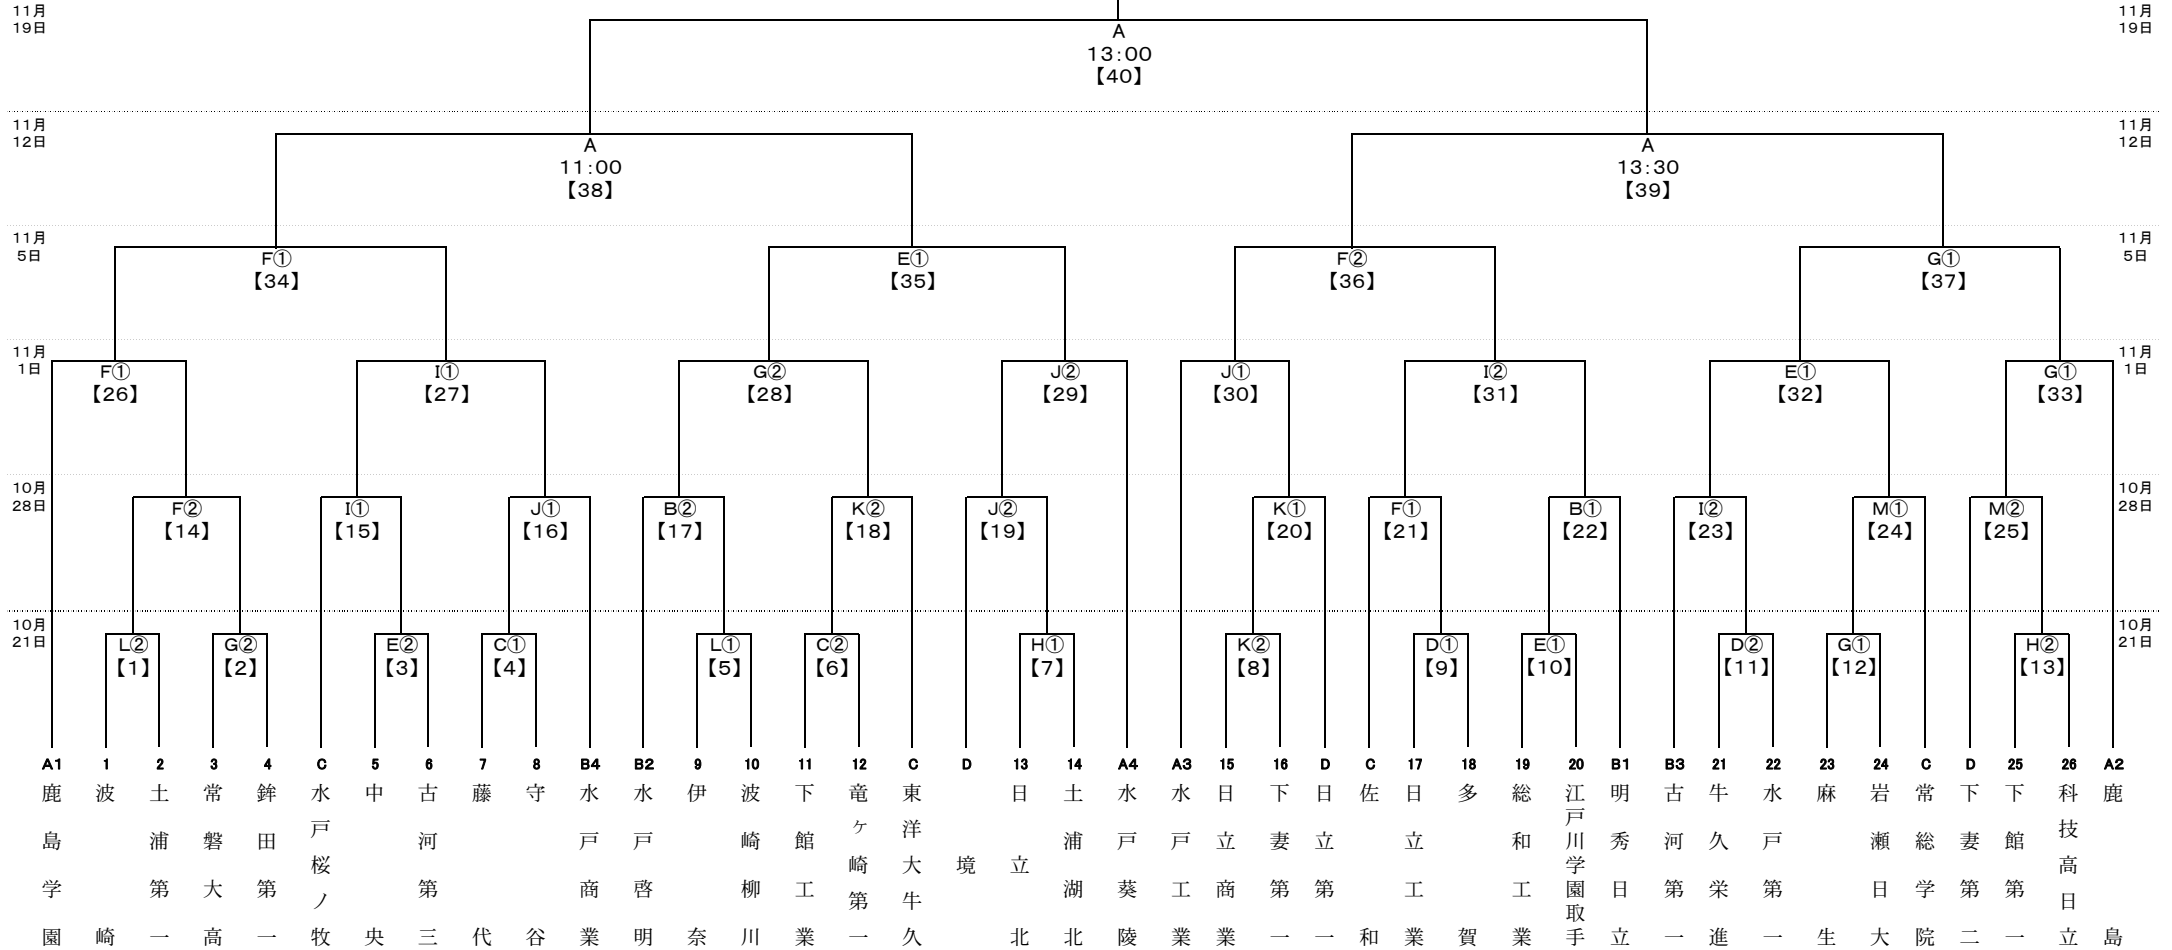 11月
19日
A
13:00
【40】
11月
19日
11月
12日
A
11:00
【38】
A
13:30
【39】
11月
12日
11月
5日
F①
【34】
E①
【35】
F②
【36】
G①
【37】
11月
5日
11月
1日
F①
【26】
I①
【27】
G②
【28】
J②
【29】
J①
【30】
I②
【31】
E①
【32】
G①
【33】
11月
1日
10月
28日
F②
【14】
I①
【15】
J①
【16】
B②
【17】
K②
【18】
J②
【19】
K①
【20】
F①
【21】
B①
【22】
I②
【23】
M①
【24】
M②
【25】
10月
28日
10月
21日
L②
【1】
G②
【2】
E②
【3】
C①
【4】
L①
【5】
C②
【6】
H①
【7】
K②
【8】
D①
【9】
E①
【10】
D②
【11】
G①
【12】
H②
【13】
10月
21日
A1
鹿島学園
1
波崎
2
土浦第一
3
常磐大高
4
鉾田第一
C
水戸桜ノ牧
5
中央
6
古河第三
7
藤代
8
守谷
B4
水戸商業
B2
水戸啓明
9
伊奈
10
波崎柳川
11
下館工業
12
竜ケ崎第一
C
東洋大牛久
D
境
13
日立北
14
土浦湖北
A4
水戸葵陵
A3
水戸工業
15
日立商業
16
下妻第一
D
日立第一
C
佐和
17
日立工業
18
多賀
19
総和工業
20
江戸川学園取手
B1
明秀日立
B3
古河第一
21
牛久栄進
22
水戸第一
23
麻生
24
岩瀬日大
C
常総学院
D
下妻第二
25
下館第一
26
科技高日立
A2
鹿島